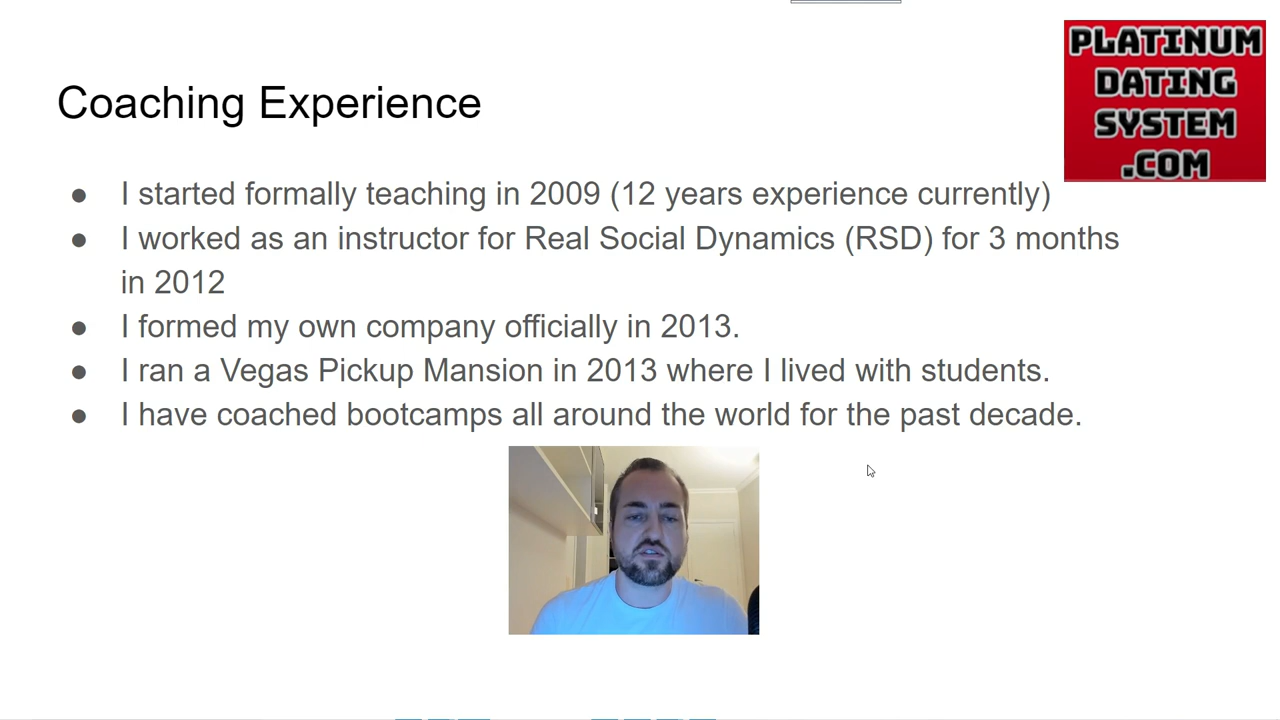 PLATINUM
DATING
SYSTEM
.COM
Coaching Experience
● I started formally teaching in 2009 (12 years experience currently)
● I worked as an instructor for Real Social Dynamics (RSD) for 3 months
in 2012
● I formed my own company officially in 2013.
● I ran a Vegas Pickup Mansion in 2013 where I lived with students.
● I have coached bootcamps all around the world for the past decade.